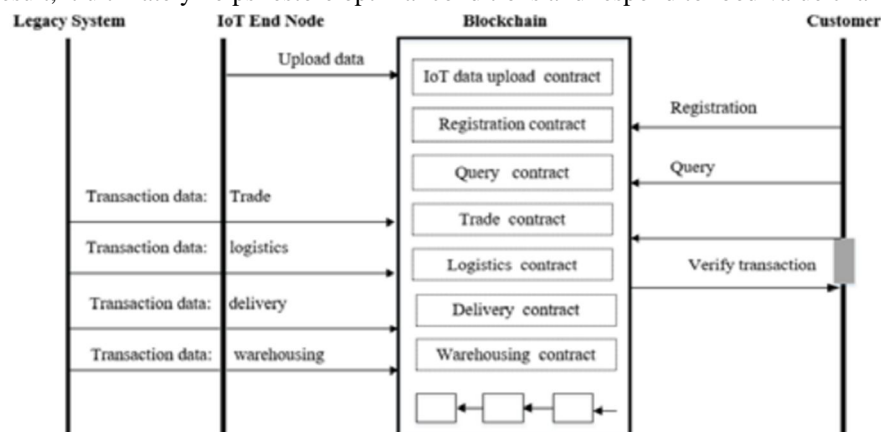 Legacy System IoT End Node Blockchain Customer
Upload data
IoT data upload contract
Registration
Registration contract
Query
Query contract
Transaction data: Trade
Trade contract
Transaction data: logistics
Logistics contract
Verify transaction
Transaction data: delivery
Delivery contract
Transaction data: warehousing
Warehousing contract